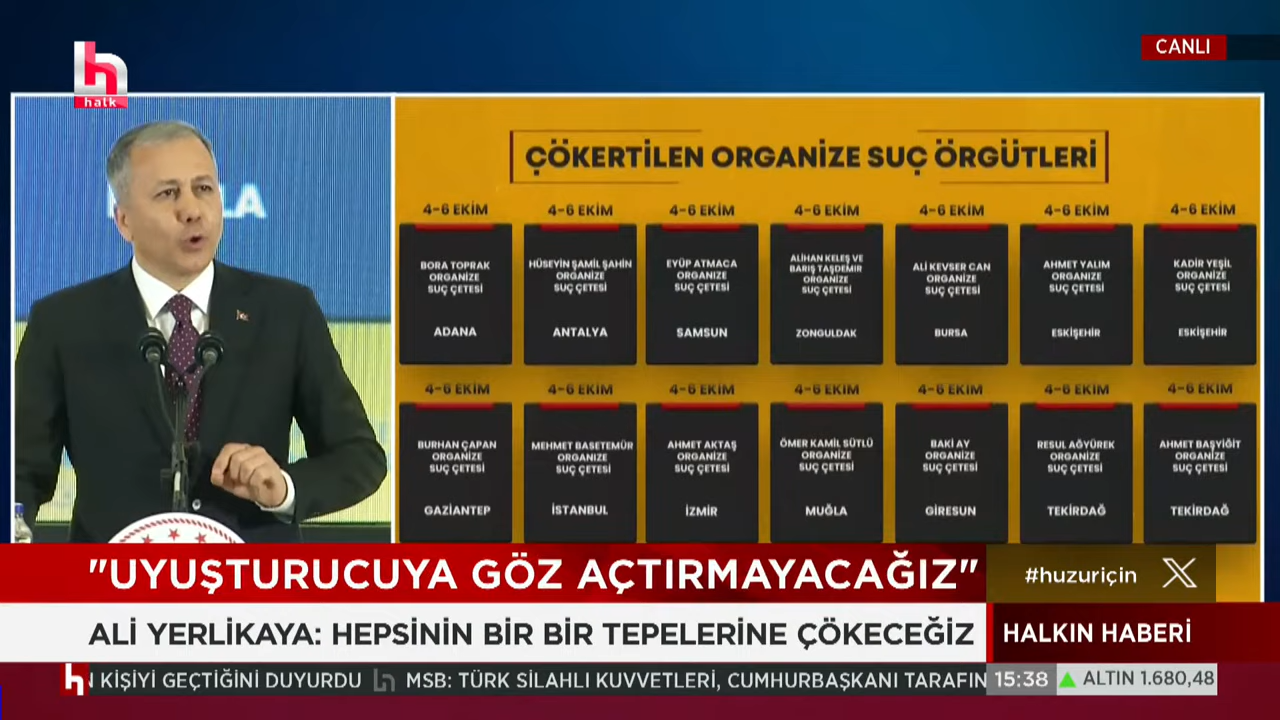 h
halk
CANLI
LA
ÇÖKERTİLEN ORGANİZE SUÇ ÖRGÜTLERİ
4-6 EKİM
BORA TOPRAK
ORGANİZE
SUÇ ÇETESİ
ADANA
4-6 EKİM
HÜSEYİN ŞAMİL ŞAHİN
ORGANİZE
SUÇ ÇETESİ
ANTALYA
4-6 EKİM
EYÜP ATMACA
ORGANİZE
SUÇ ÇETESİ
SAMSUN
4-6 EKİM
ALİHAN KELEŞ VE
BARIŞ TAŞDEMİR
ORGANİZE
SUÇ ÇETESİ
ZONGULDAK
4-6 EKİM
ALİ KEVSER CAN
ORGANİZE
SUÇ ÇETESİ
BURSA
4-6 EKİM
AHMET YALIM
ORGANİZE
SUÇ ÇETESİ
ESKİŞEHİR
4-6 EKİM
KADİR YEŞİL
ORGANİZE
SUÇ ÇETESİ
ESKİŞEHİR
4-6 EKİM
BURHAN ÇAPAN
ORGANİZE
SUÇ ÇETESİ
GAZİANTEP
4-6 EKİM
MEHMET BASETEMÜR
ORGANIZE
SUÇ ÇETESİ
İSTANBUL
4-6 EKİM
AHMET AKTAŞ
ORGANİZE
SUÇ ÇETESİ
İZMİR
4-6 EKİM
ÖMER KAMİL SÜTLÜ
ORGANİZE
SUÇ ÇETESİ
MUĞLA
4-6 EKİM
BAKİ AY
ORGANİZE
SUÇ ÇETESİ
GİRESUN
4-6 EKİM
RESUL AĞYÜREK
ORGANİZE
SUÇ ÇETESİ
TEKİRDAĞ
4-6 EKİM
AHMET BAŞYİĞİT
ORGANİZE
SUÇ ÇETESİ
TEKİRDAĞ
"UYUŞTURUCUYA GÖZ AÇTIRMAYACAĞIZ"
#huzuriçin X
ALİ YERLİKAYA: HEPSİNİN BİR BİR TEPELERİNE ÇÖKECEĞİZ
HALKIN HABERİ
h N KİŞİYİ GEÇTİĞİNİ DUYURDU h MSB: TÜRK SİLAHLI KUVVETLERİ, CUMHURBAŞKANI TARAFIN 15:38 ALTIN 1.680,48